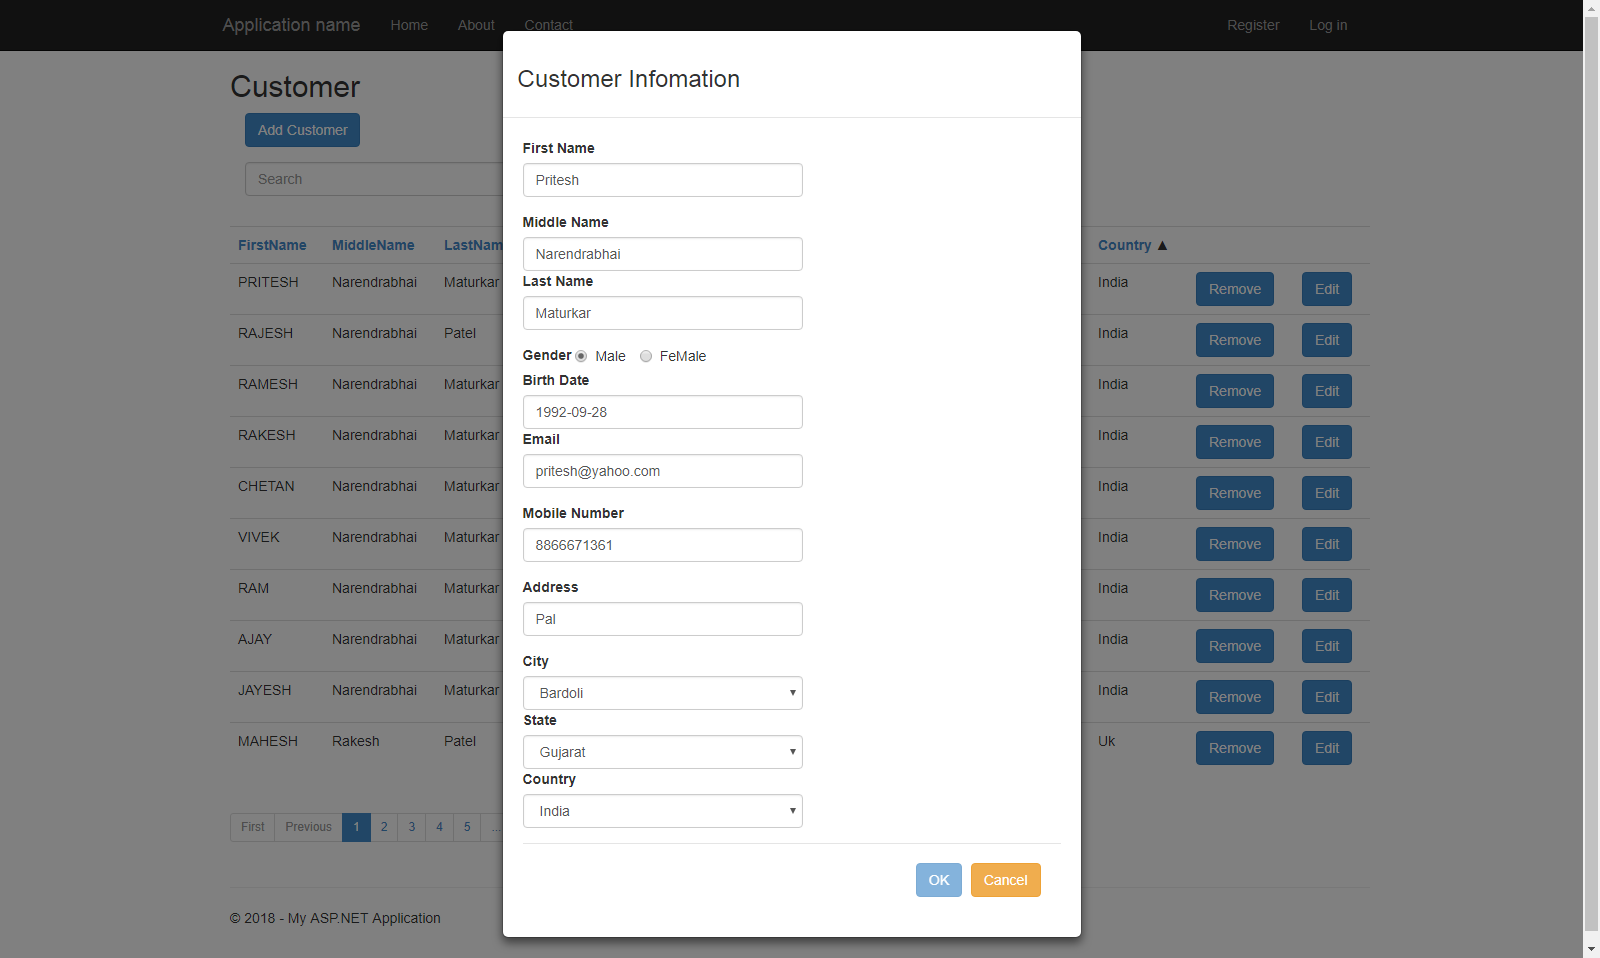 Application name Home About Contact Register Log in
Customer
Add Customer
Search
FirstName MiddleName LastNam Country ▲
PRITESH Narendrabhai Maturkar India Remove Edit
RAJESH Narendrabhai Patel India Remove Edit
RAMESH Narendrabhai Maturkar India Remove Edit
RAKESH Narendrabhai Maturkar India Remove Edit
CHETAN Narendrabhai Maturkar India Remove Edit
VIVEK Narendrabhai Maturkar India Remove Edit
RAM Narendrabhai Maturkar India Remove Edit
AJAY Narendrabhai Maturkar India Remove Edit
JAYESH Narendrabhai Maturkar India Remove Edit
MAHESH Rakesh Patel Uk Remove Edit
First Previous 1 2 3 4 5 ...
© 2018 - My ASP.NET Application
Customer Infomation
First Name
Pritesh
Middle Name
Narendrabhai
Last Name
Maturkar
Gender Male FeMale
Birth Date
1992-09-28
Email
pritesh@yahoo.com
Mobile Number
8866671361
Address
Pal
City
Bardoli
State
Gujarat
Country
India
OK Cancel